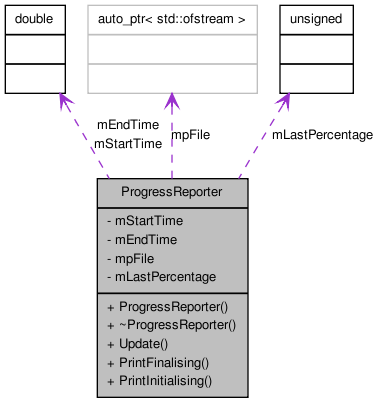 double
auto_ptr< std::ofstream >
unsigned
mEndTime
mStartTime
mpFile
mLastPercentage
ProgressReporter
- mStartTime
- mEndTime
- mpFile
- mLastPercentage
+ ProgressReporter()
+ ~ProgressReporter()
+ Update()
+ PrintFinalising()
+ PrintInitialising()